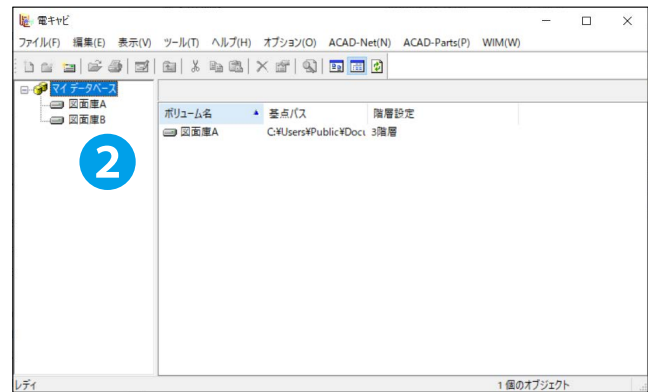 電キャビ
ファイル(F) 編集(E) 表示(V) ツール(T) ヘルプ(H) オプション(O) ACAD-Net(N) ACAD-Parts(P) WIM(W)
マイ データベース
図面庫A
図面庫B
2
ボリューム名 基点パス 階層設定
図面庫A C:¥Users¥Public¥Docu 3階層
レディ 1 個のオブジェクト